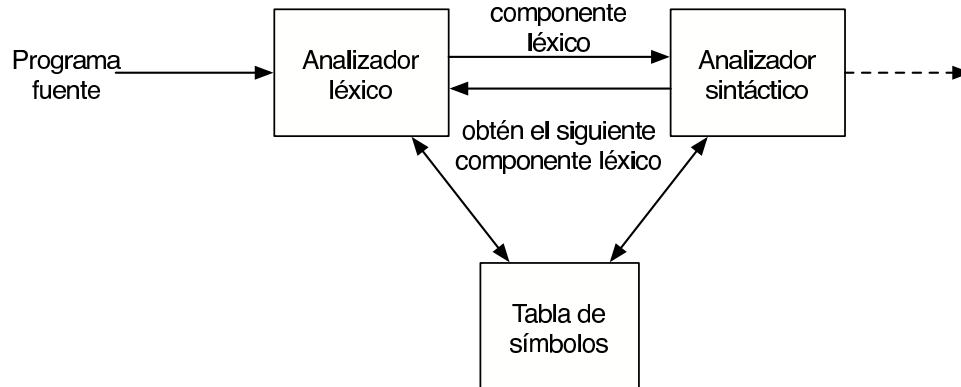 componente
léxico
Programa
fuente
Analizador
léxico
Analizador
sintáctico
obtén el siguiente
componente léxico
Tabla de
símbolos